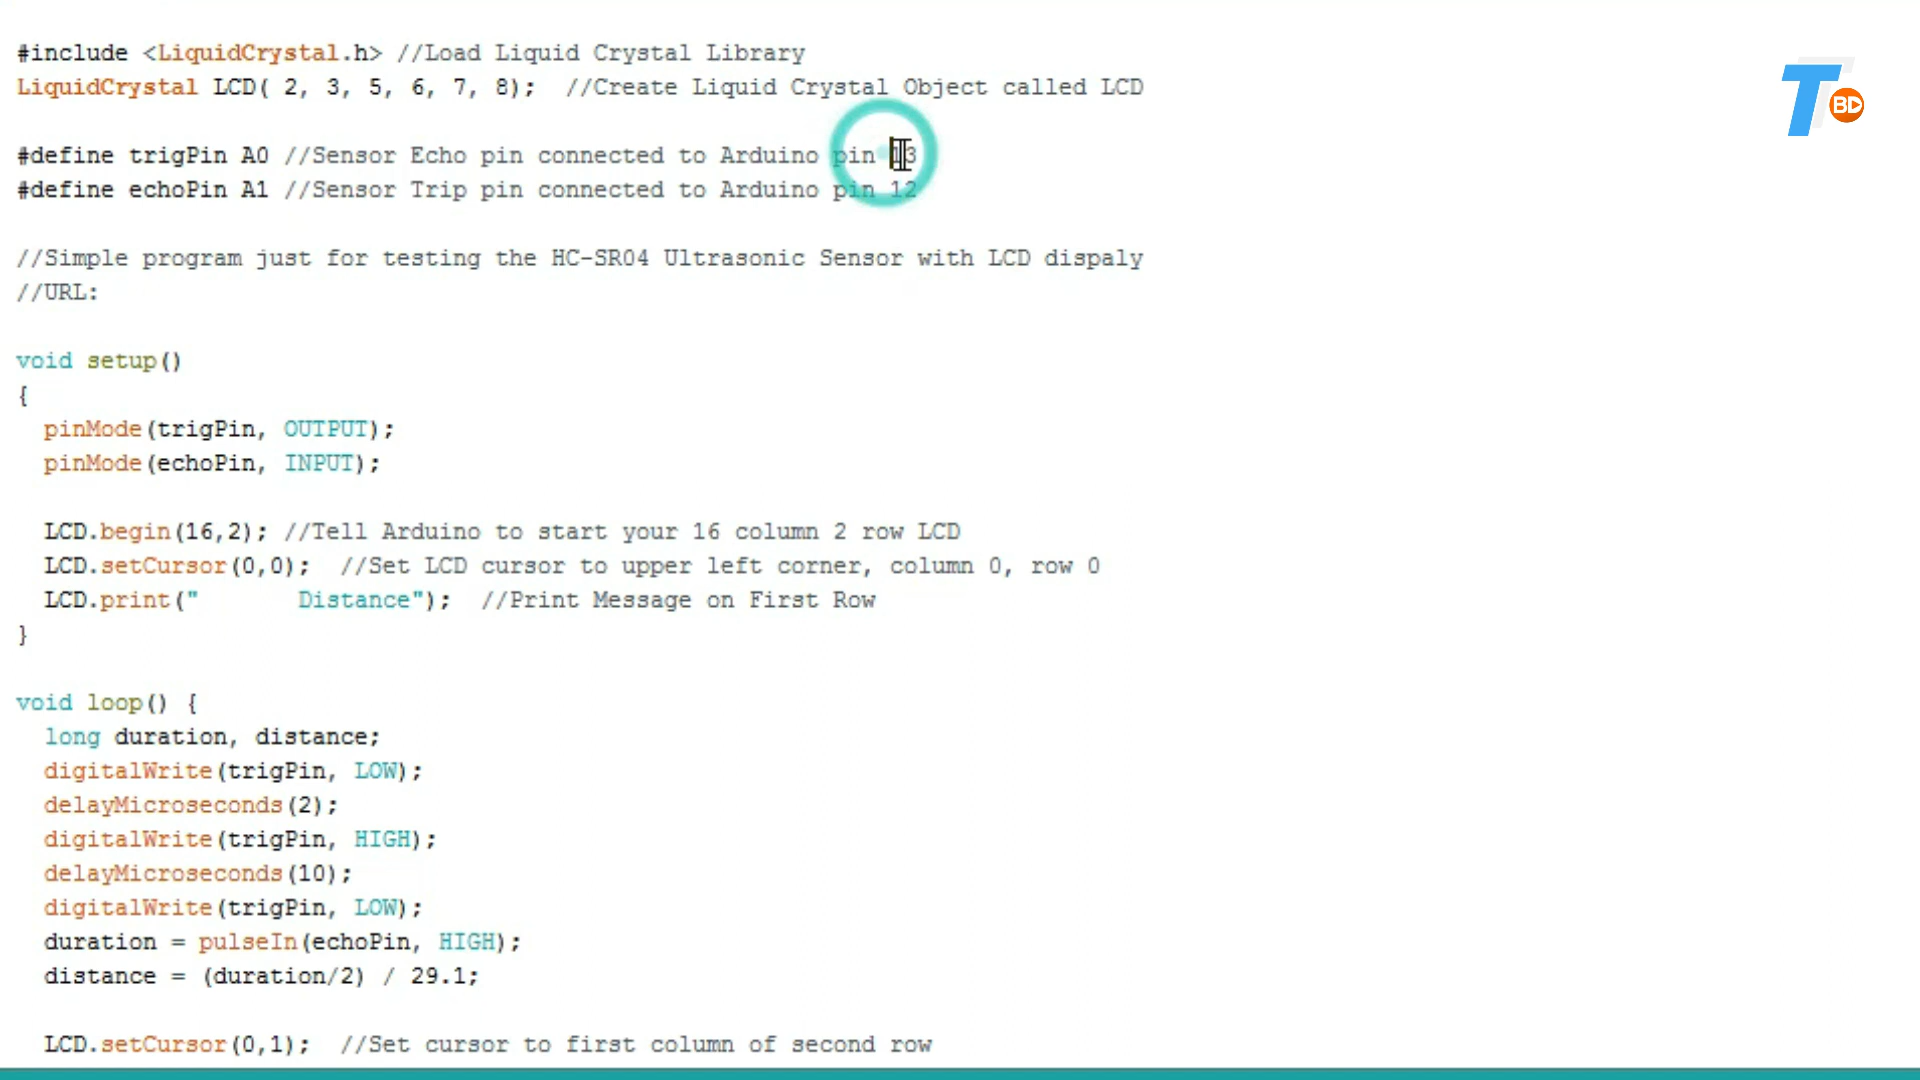 #include <LiquidCrystal.h> //Load Liquid Crystal Library
LiquidCrystal LCD( 2, 3, 5, 6, 7, 8);  //Create Liquid Crystal Object called LCD
#define trigPin A0 //Sensor Echo pin connected to Arduino pin 13
#define echoPin A1 //Sensor Trip pin connected to Arduino pin 12
//Simple program just for testing the HC-SR04 Ultrasonic Sensor with LCD dispaly
//URL:
void setup()
{
  pinMode(trigPin, OUTPUT);
  pinMode(echoPin, INPUT);
  LCD.begin(16,2); //Tell Arduino to start your 16 column 2 row LCD
  LCD.setCursor(0,0);  //Set LCD cursor to upper left corner, column 0, row 0
  LCD.print("       Distance");  //Print Message on First Row
}
void loop() {
  long duration, distance;
  digitalWrite(trigPin, LOW);
  delayMicroseconds(2);
  digitalWrite(trigPin, HIGH);
  delayMicroseconds(10);
  digitalWrite(trigPin, LOW);
  duration = pulseIn(echoPin, HIGH);
  distance = (duration/2) / 29.1;
  LCD.setCursor(0,1);  //Set cursor to first column of second row
T BD